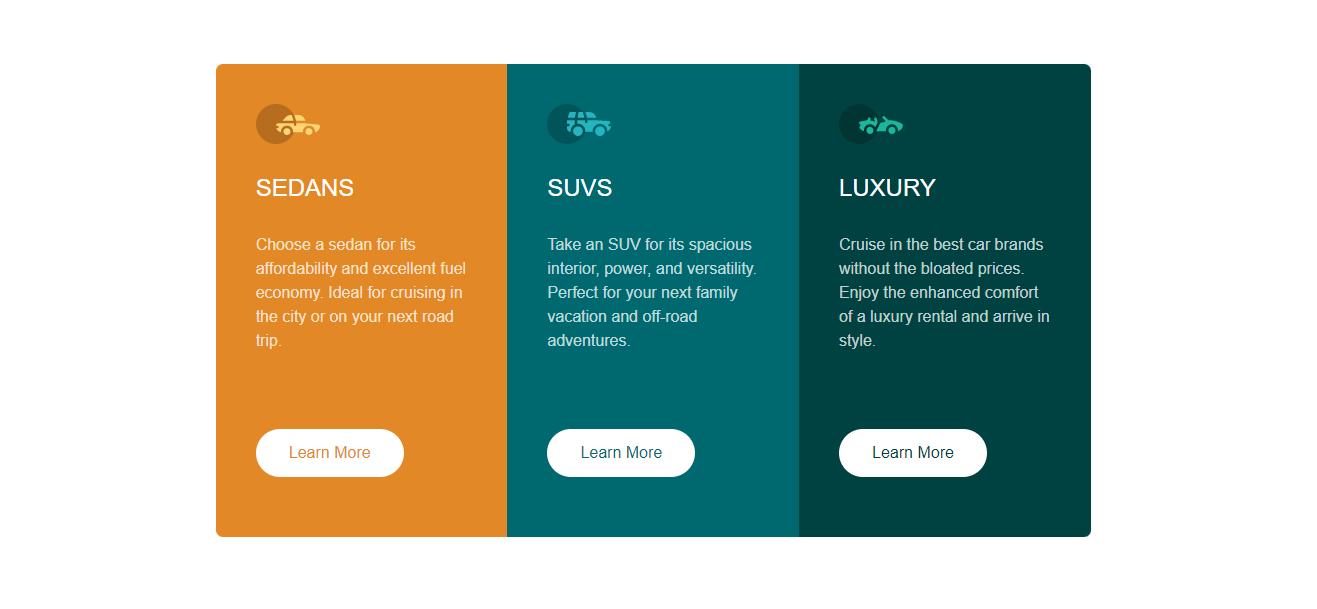 SEDANS
Choose a sedan for its
affordability and excellent fuel
economy. Ideal for cruising in
the city or on your next road
trip.
Learn More
SUVS
Take an SUV for its spacious
interior, power, and versatility.
Perfect for your next family
vacation and off-road
adventures.
Learn More
LUXURY
Cruise in the best car brands
without the bloated prices.
Enjoy the enhanced comfort
of a luxury rental and arrive in
style.
Learn More